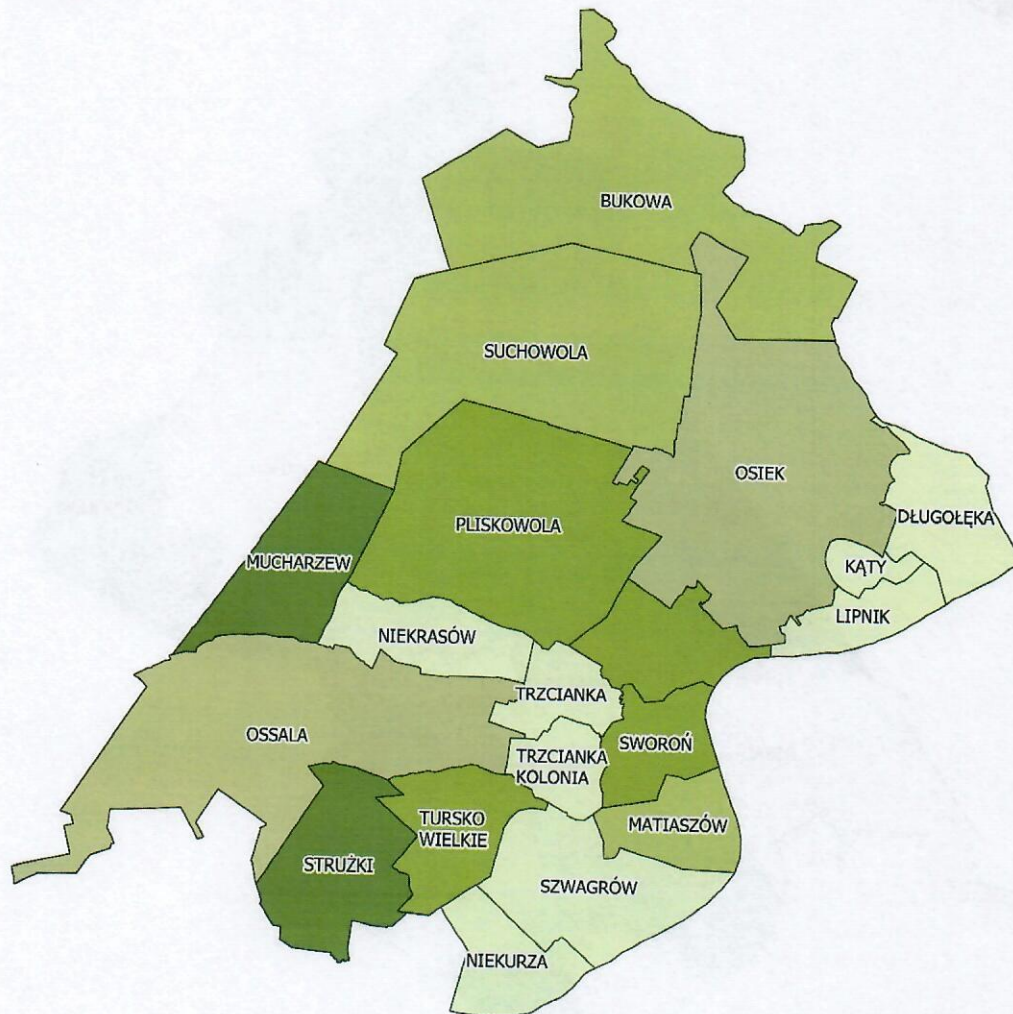 BUKOWA
SUCHOWOLA
OSIEK
DŁUGOŁĘKA
PLISKOWOLA
MUCHARZEW
KĄTY
LIPNIK
NIEKRASÓW
TRZCIANKA
OSSALA
SWOROŃ
TRZCIANKA
KOLONIA
TURSKO
WIELKIE
MATIASZÓW
STRUŻKI
SZWAGRÓW
NIEKURZA